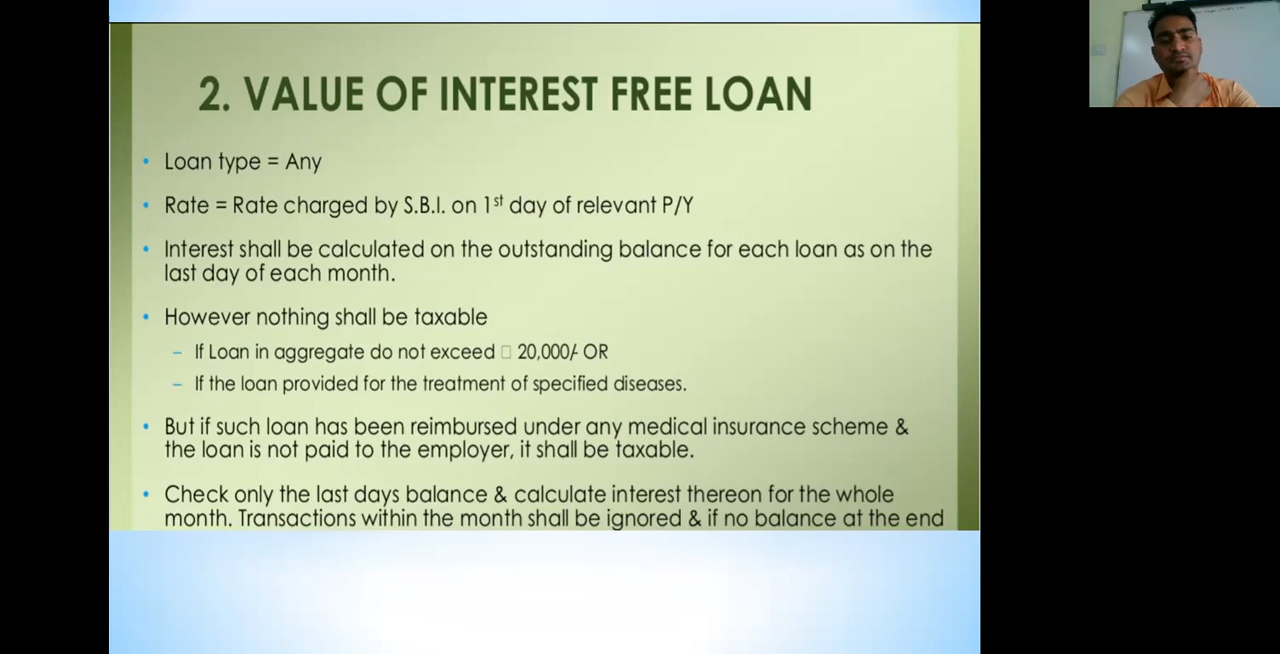 2. VALUE OF INTEREST FREE LOAN
• Loan type = Any
• Rate = Rate charged by S.B.I. on 1st day of relevant P/Y
• Interest shall be calculated on the outstanding balance for each loan as on the
last day of each month.
• However nothing shall be taxable
– If Loan in aggregate do not exceed □ 20,000/- OR
– If the loan provided for the treatment of specified diseases.
• But if such loan has been reimbursed under any medical insurance scheme &
the loan is not paid to the employer, it shall be taxable.
• Check only the last days balance & calculate interest thereon for the whole
month. Transactions within the month shall be ignored & if no balance at the end